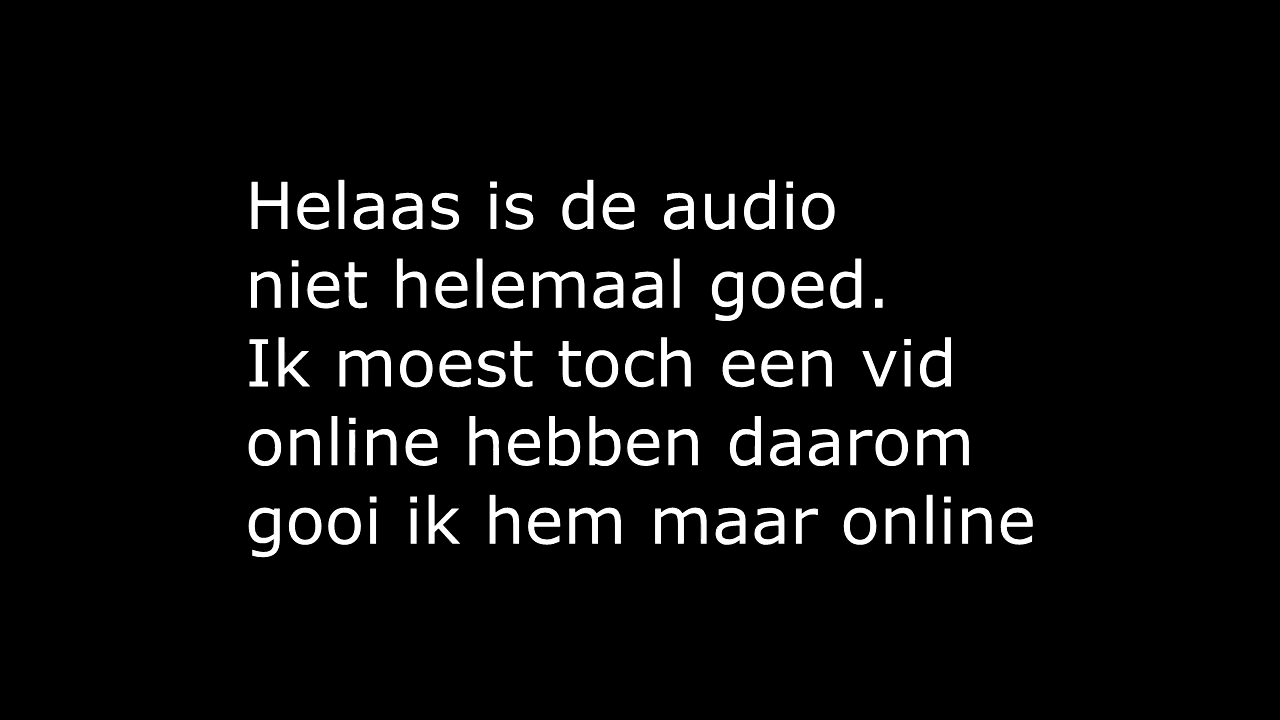 Helaas is de audio
niet helemaal goed.
Ik moest toch een vid
online hebben daarom
gooi ik hem maar online